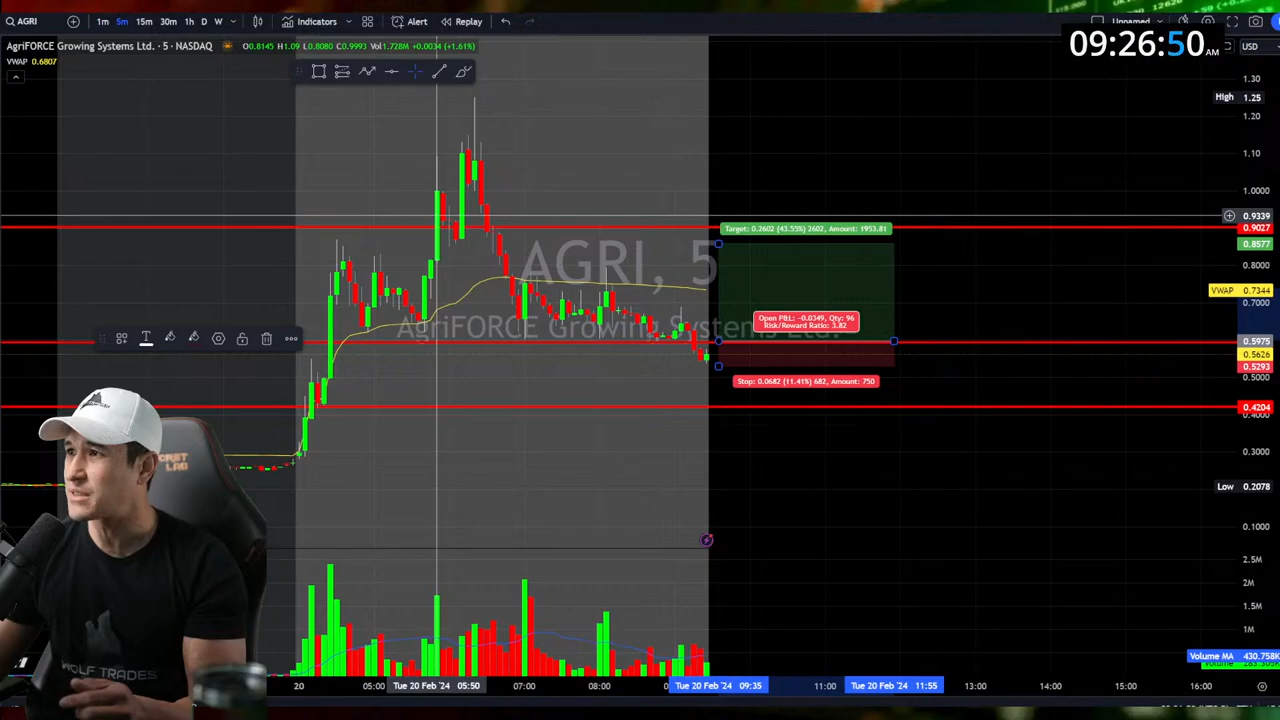 AGRI
1m 5m 15m 30m 1h D W
Indicators
Alert
Replay
Unnamed
09:26:50 AM
AgriFORCE Growing Systems Ltd. · 5 · NASDAQ
O0.8145 H1.09 L0.8080 C0.9993 Vol1.728M +0.0034 (+1.61%)
USD
VWAP 0.6807
1.30
High 1.25
1.20
1.10
1.0000
0.9339
0.9027
Target: 0.2602 (43.55%) 2602, Amount: 1953.81
0.8577
AGRI, 5
0.8000
VWAP 0.7344
0.7000
AgriFORCE Growing Systems Ltd.
Open P&L: -0.0349, Qty: 96
Risk/Reward Ratio: 3.82
0.5975
0.5626
0.5293
Stop: 0.0682 (11.41%) 682, Amount: 750
0.5000
0.4204
0.4000
0.3000
Low 0.2078
0.1000
2.5M
2M
1.5M
1M
Volume MA 430.758K
WOLF TRADES
20
05:00
Tue 20 Feb '24 05:50
07:00
08:00
Tue 20 Feb '24 09:35
11:00
Tue 20 Feb '24 11:55
13:00
14:00
15:00
16:00